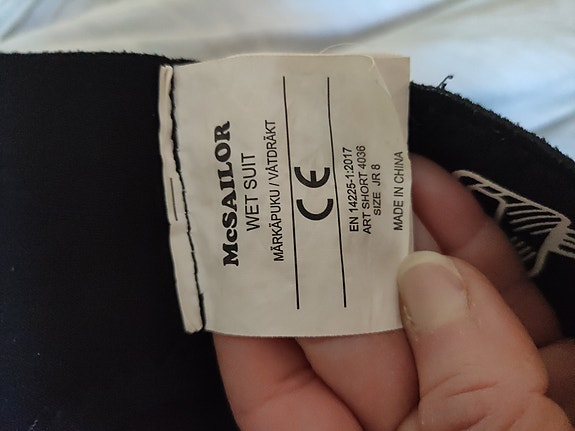 McSAILOR
WET SUIT
MÄRKÄPUKU / VÅTDRÄKT
CE
EN 14225-1:2017
ART SHORT 4036
SIZE JR 8
MADE IN CHINA